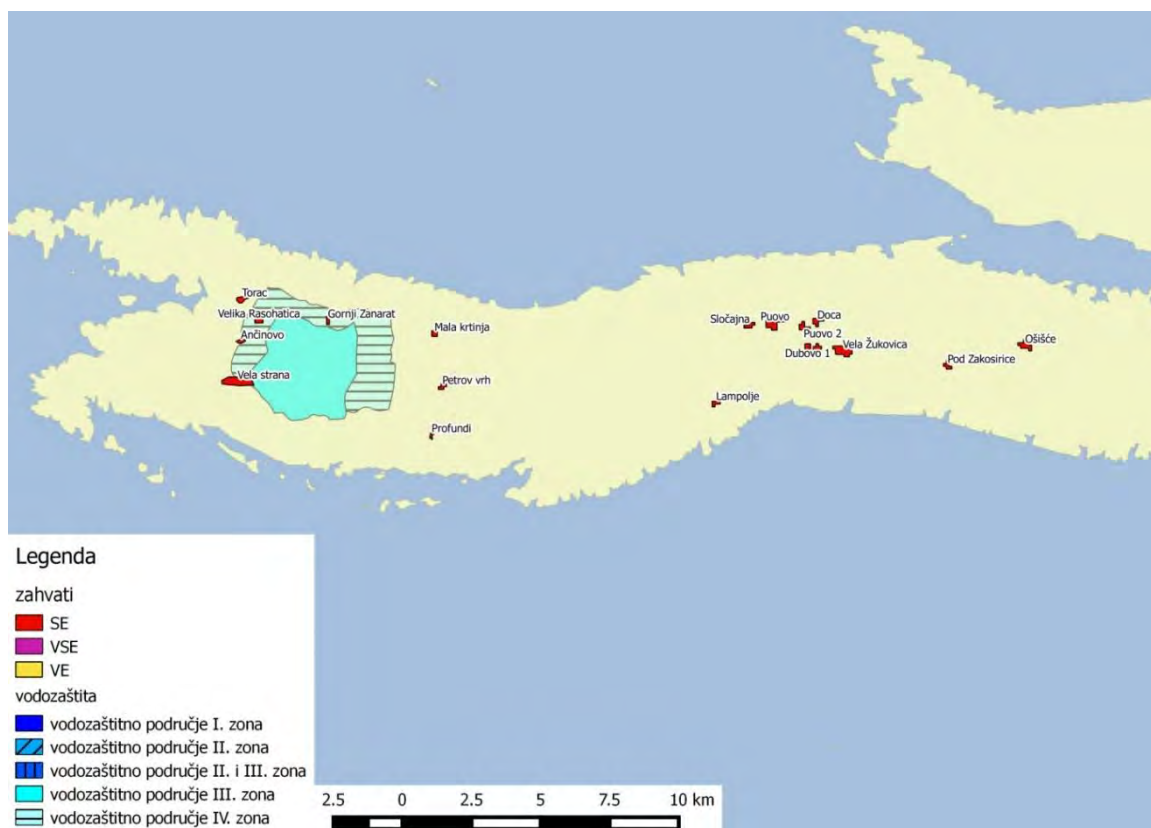 Torac
Velika Rasohatica
Gornji Zanarat
Ančinovo
Vela strana
Mala krtinja
Petrov vrh
Profundi
Sločajna
Puovo
Doca
Puovo 2
Dubovo 1
Vela Žukovica
Ošišće
Pod Zakosirice
Lampolje
Legenda
zahvati
SE
VSE
VE
vodozaštita
vodozaštitno područje I. zona
vodozaštitno područje II. zona
vodozaštitno područje II. i III. zona
vodozaštitno područje III. zona
vodozaštitno područje IV. zona
2.5 0 2.5 5 7.5 10 km